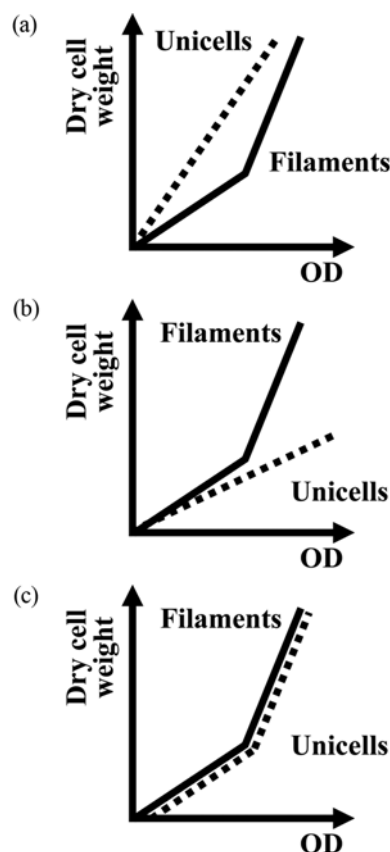 (a)
Unicells
Dry cell
weight
Filaments
OD
(b)
Filaments
Dry cell
weight
Unicells
OD
(c)
Filaments
Dry cell
weight
Unicells
OD